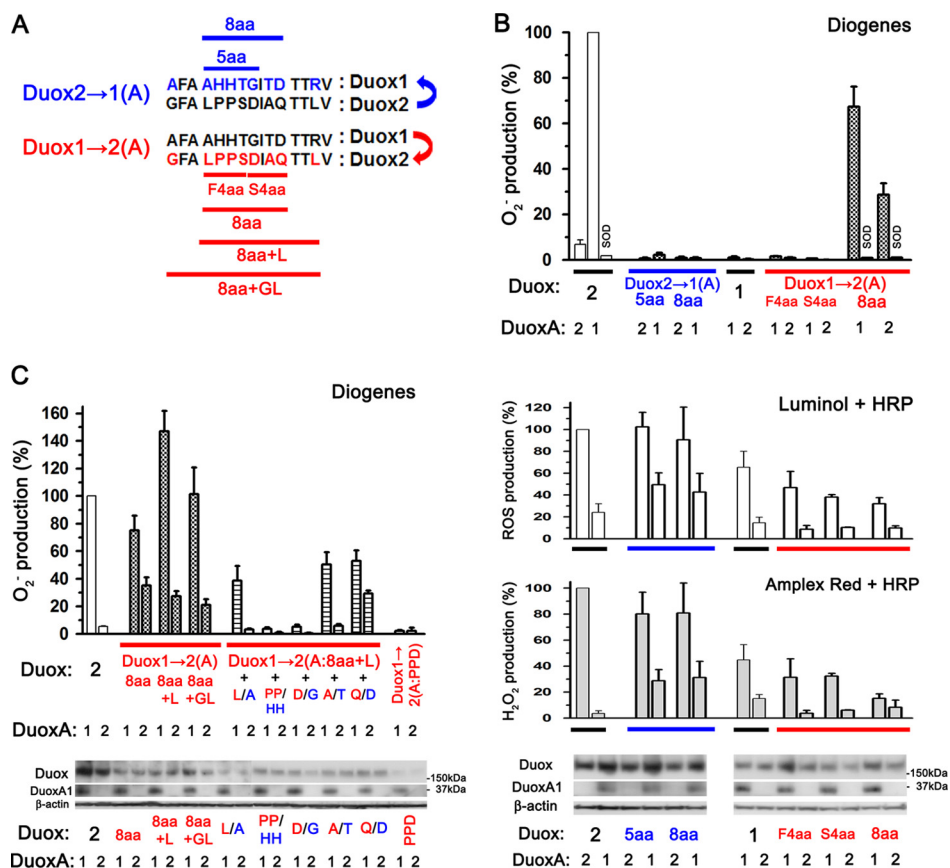 A
8aa
5aa
Duox2→1(A)
AFA AHHTGITD TTRV : Duox1
GFA LPPSDIAQ TTLV : Duox2
Duox1→2(A)
AFA AHHTGITD TTRV : Duox1
GFA LPPSDIAQ TTLV : Duox2
F4aa S4aa
8aa
8aa+L
8aa+GL
B
Diogenes
O2- production (%)
100
80
60
40
20
0
SOD
SOD
SOD
Duox: 2 Duox2→1(A) 1 Duox1→2(A)
5aa 8aa F4aa S4aa 8aa
DuoxA: 2 1 2 1 2 1 1 2 1 2 1 2 1 2
Luminol + HRP
ROS production (%)
120
100
80
60
40
20
0
Amplex Red + HRP
H2O2 production (%)
100
80
60
40
20
0
Duox
DuoxA1
β-actin
-150kDa
-37kDa
Duox: 2 5aa 8aa 1 F4aa S4aa 8aa
DuoxA: 1 2 2 1 2 1 1 2 1 2 1 2 1 2
C
Diogenes
O2- production (%)
160
140
120
100
80
60
40
20
0
Duox: 2 Duox1→2(A) Duox1→2(A:8aa+L) Duox1→2(A:PPD)
8aa 8aa+L 8aa+GL
+ + + + +
L/A PP/HH D/G A/T Q/D
DuoxA: 1 2 1 2 1 2 1 2 1 2 1 2 1 2 1 2 1 2 1 2
Duox
DuoxA1
β-actin
-150kDa
-37kDa
Duox: 2 8aa 8aa+L 8aa+GL L/A PP/HH D/G A/T Q/D PPD
DuoxA: 1 2 1 2 1 2 1 2 1 2 1 2 1 2 1 2 1 2 1 2